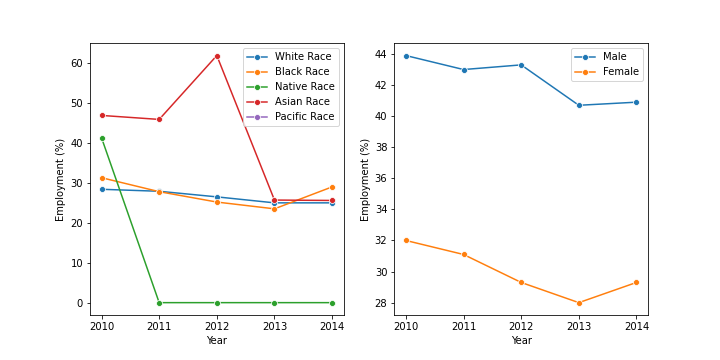 White Race
Black Race
Native Race
Asian Race
Pacific Race
60
50
40
30
20
10
0
Employment (%)
2010 2011 2012 2013 2014
Year
Male
Female
44
42
40
38
36
34
32
30
28
Employment (%)
2010 2011 2012 2013 2014
Year